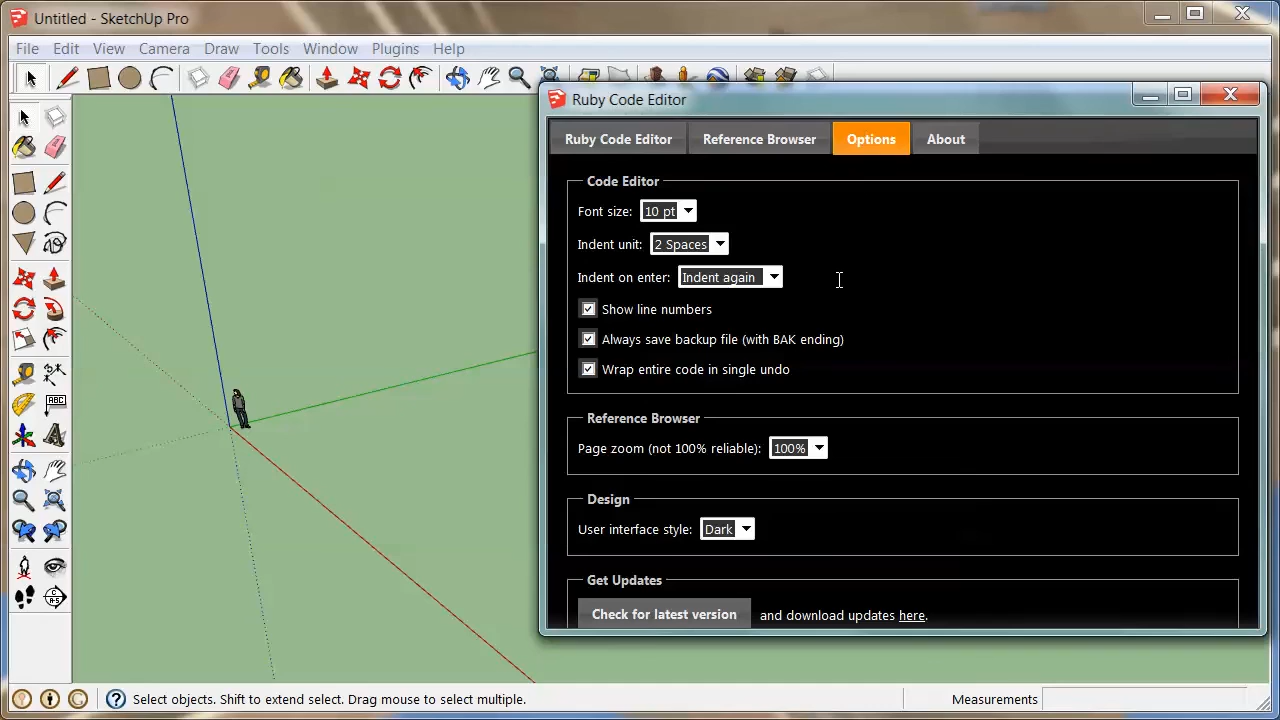 Untitled - SketchUp Pro
File Edit View Camera Draw Tools Window Plugins Help
Ruby Code Editor
Ruby Code Editor Reference Browser Options About
Code Editor
Font size: 10 pt
Indent unit: 2 Spaces
Indent on enter: Indent again
Show line numbers
Always save backup file (with BAK ending)
Wrap entire code in single undo
Reference Browser
Page zoom (not 100% reliable): 100%
Design
User interface style: Dark
Get Updates
Check for latest version and download updates here.
Select objects. Shift to extend select. Drag mouse to select multiple.
Measurements